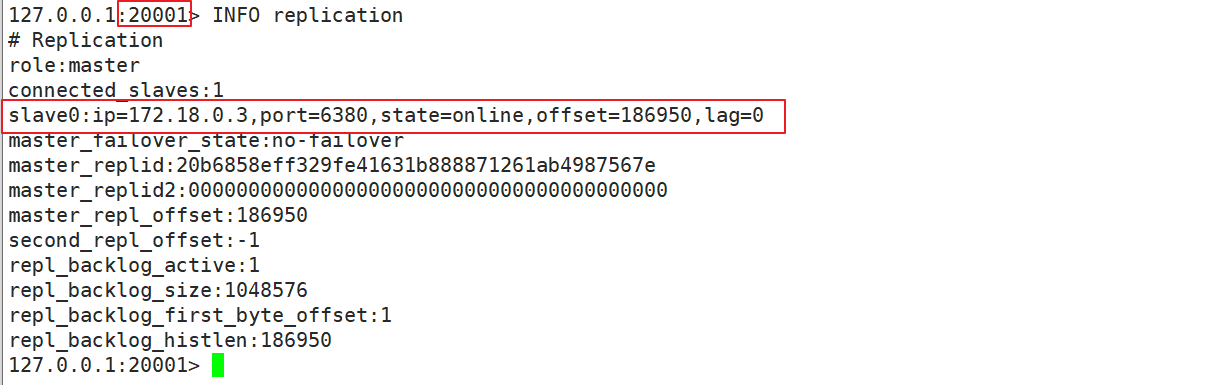 127.0.0.1:20001> INFO replication
# Replication
role:master
connected_slaves:1
slave0:ip=172.18.0.3,port=6380,state=online,offset=186950,lag=0
master_failover_state:no-failover
master_replid:20b6858eff329fe41631b888871261ab4987567e
master_replid2:0000000000000000000000000000000000000000
master_repl_offset:186950
second_repl_offset:-1
repl_backlog_active:1
repl_backlog_size:1048576
repl_backlog_first_byte_offset:1
repl_backlog_histlen:186950
127.0.0.1:20001>